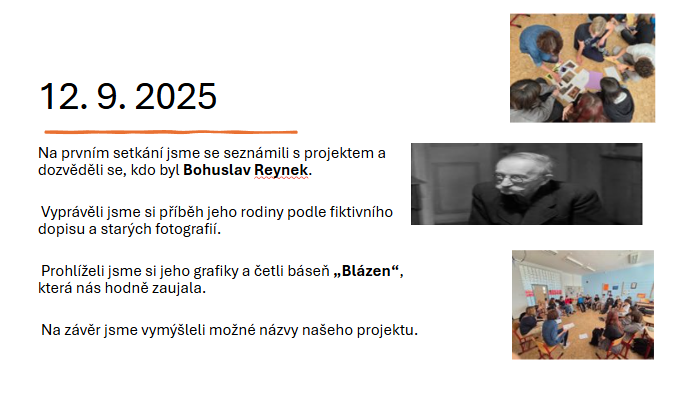 12. 9. 2025
Na prvním setkání jsme se seznámili s projektem a
dozvěděli se, kdo byl Bohuslav Reynek.
Vyprávěli jsme si příběh jeho rodiny podle fiktivního
dopisu a starých fotografií.
Prohlíželi jsme si jeho grafiky a četli báseň „Blázen“,
která nás hodně zaujala.
Na závěr jsme vymýšleli možné názvy našeho projektu.